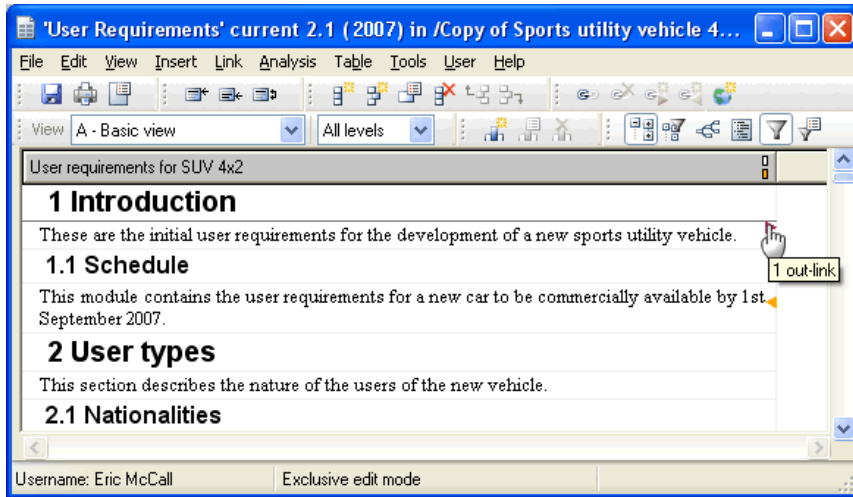 'User Requirements' current 2.1 (2007) in /Copy of Sports utility vehicle 4...
File Edit View Insert Link Analysis Table Tools User Help
View A - Basic view All levels
User requirements for SUV 4x2
1 Introduction
These are the initial user requirements for the development of a new sports utility vehicle.
1 out-link
1.1 Schedule
This module contains the user requirements for a new car to be commercially available by 1st
September 2007.
2 User types
This section describes the nature of the users of the new vehicle.
2.1 Nationalities
Username: Eric McCall Exclusive edit mode